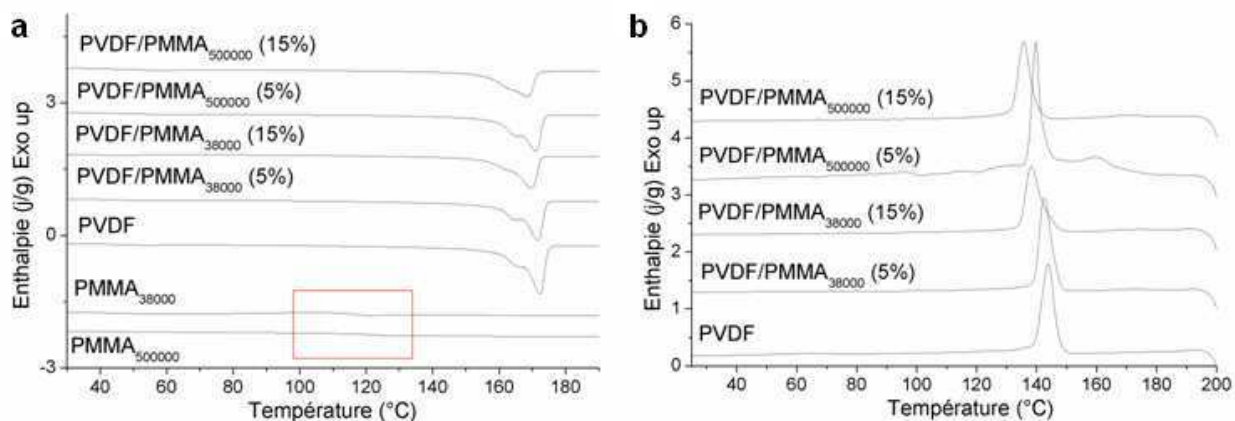 a
PVDF/PMMA500000 (15%)
PVDF/PMMA500000 (5%)
PVDF/PMMA38000 (15%)
PVDF/PMMA38000 (5%)
PVDF
PMMA38000
PMMA500000
Enthalpie (j/g) Exo up
3
0
-3
40 60 80 100 120 140 160 180
Température (°C)
b
PVDF/PMMA500000 (15%)
PVDF/PMMA500000 (5%)
PVDF/PMMA38000 (15%)
PVDF/PMMA38000 (5%)
PVDF
Enthalpie (j/g) Exo up
6
5
4
3
2
1
0
40 60 80 100 120 140 160 180 200
Température (°C)